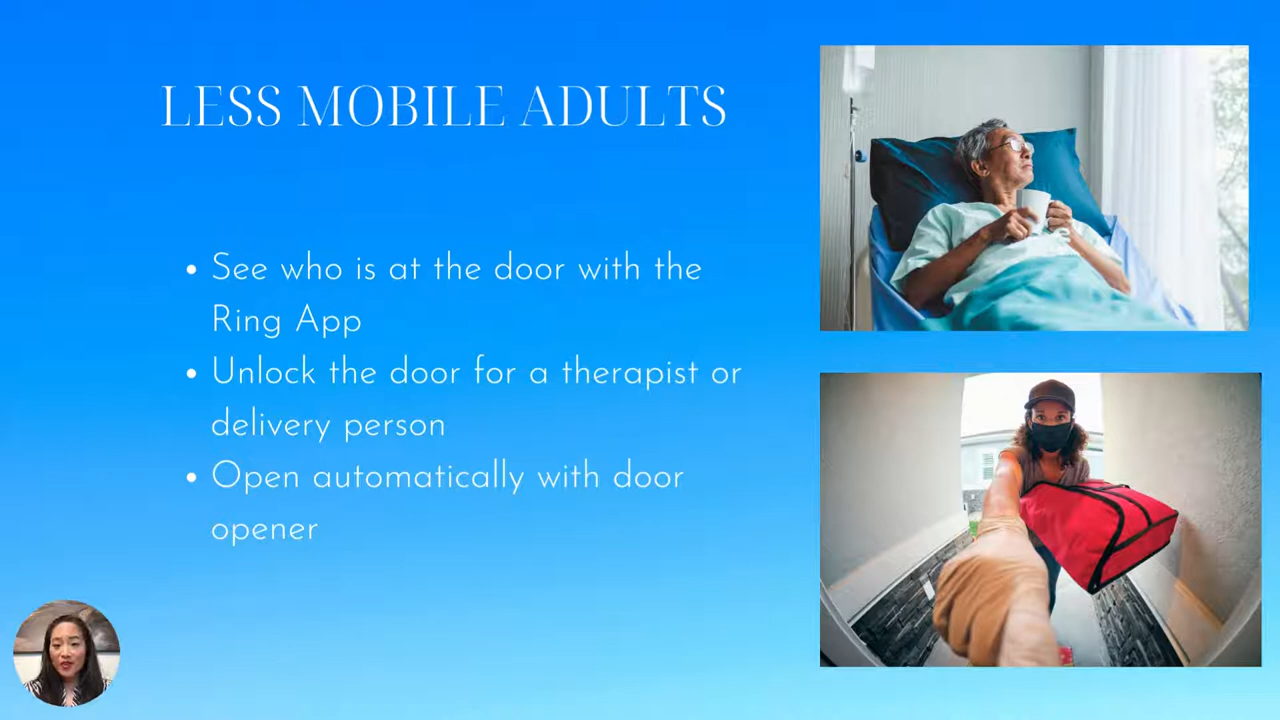 LESS MOBILE ADULTS
• See who is at the door with the
Ring App
• Unlock the door for a therapist or
delivery person
• Open automatically with door
opener